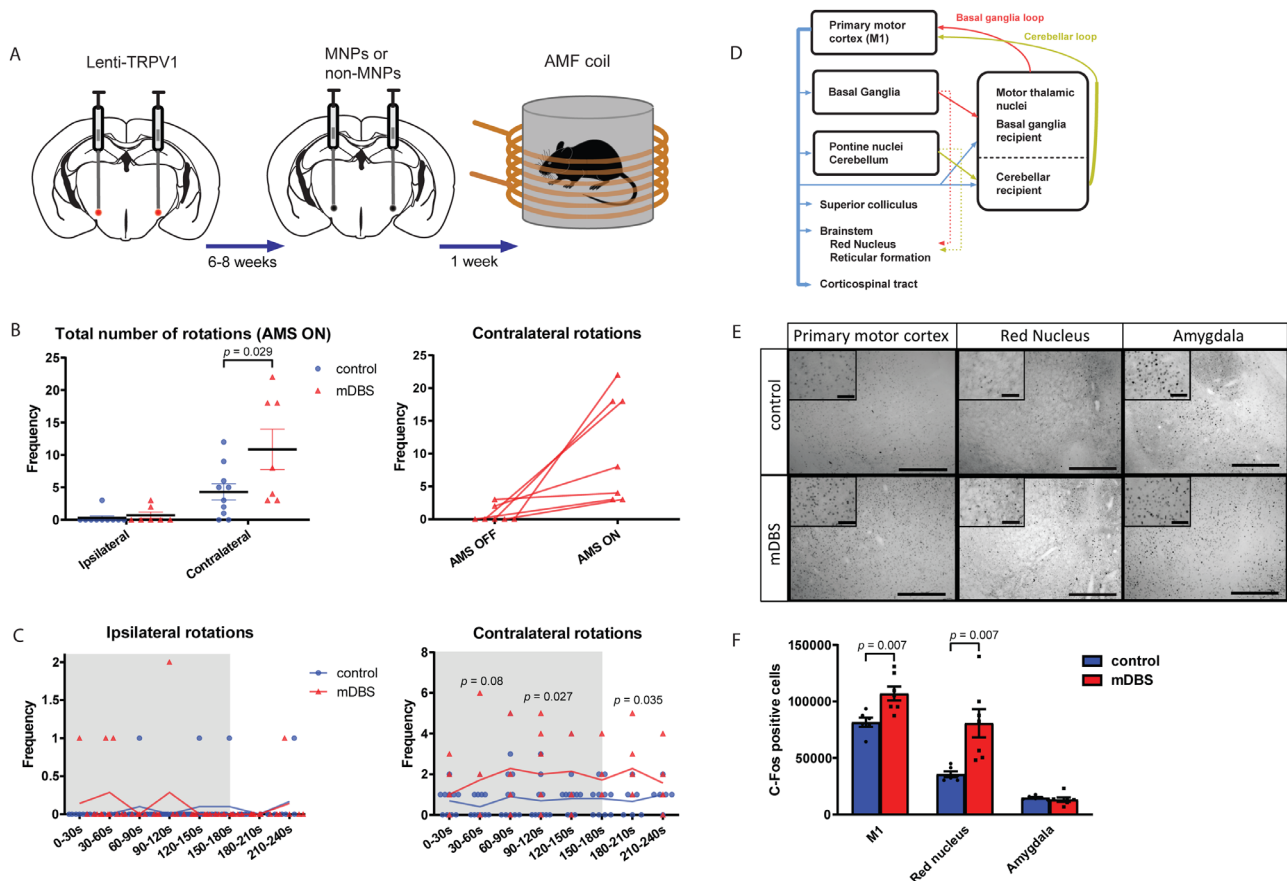 A
Lenti-TRPV1
MNPs or
non-MNPs
AMF coil
6-8 weeks
1 week
B
Total number of rotations (AMS ON)
p = 0.029
control
mDBS
Frequency
25
20
15
10
5
0
Ipsilateral
Contralateral
Contralateral rotations
Frequency
25
20
15
10
5
0
AMS OFF
AMS ON
C
Ipsilateral rotations
control
mDBS
Frequency
2
1.5
1
0.5
0
0-30s
30-60s
60-90s
90-120s
120-150s
150-180s
180-210s
210-240s
Contralateral rotations
control
mDBS
p = 0.08
p = 0.027
p = 0.035
Frequency
8
6
4
2
0
0-30s
30-60s
60-90s
90-120s
120-150s
150-180s
180-210s
210-240s
D
Primary motor
cortex (M1)
Basal ganglia loop
Cerebellar loop
Basal Ganglia
Pontine nuclei
Cerebellum
Motor thalamic
nuclei
Basal ganglia
recipient
Cerebellar
recipient
Superior colliculus
Brainstem
Red Nucleus
Reticular formation
Corticospinal tract
E
Primary motor cortex
Red Nucleus
Amygdala
control
mDBS
F
C-Fos positive cells
150000
100000
50000
0
p = 0.007
p = 0.007
control
mDBS
M1
Red nucleus
Amygdala